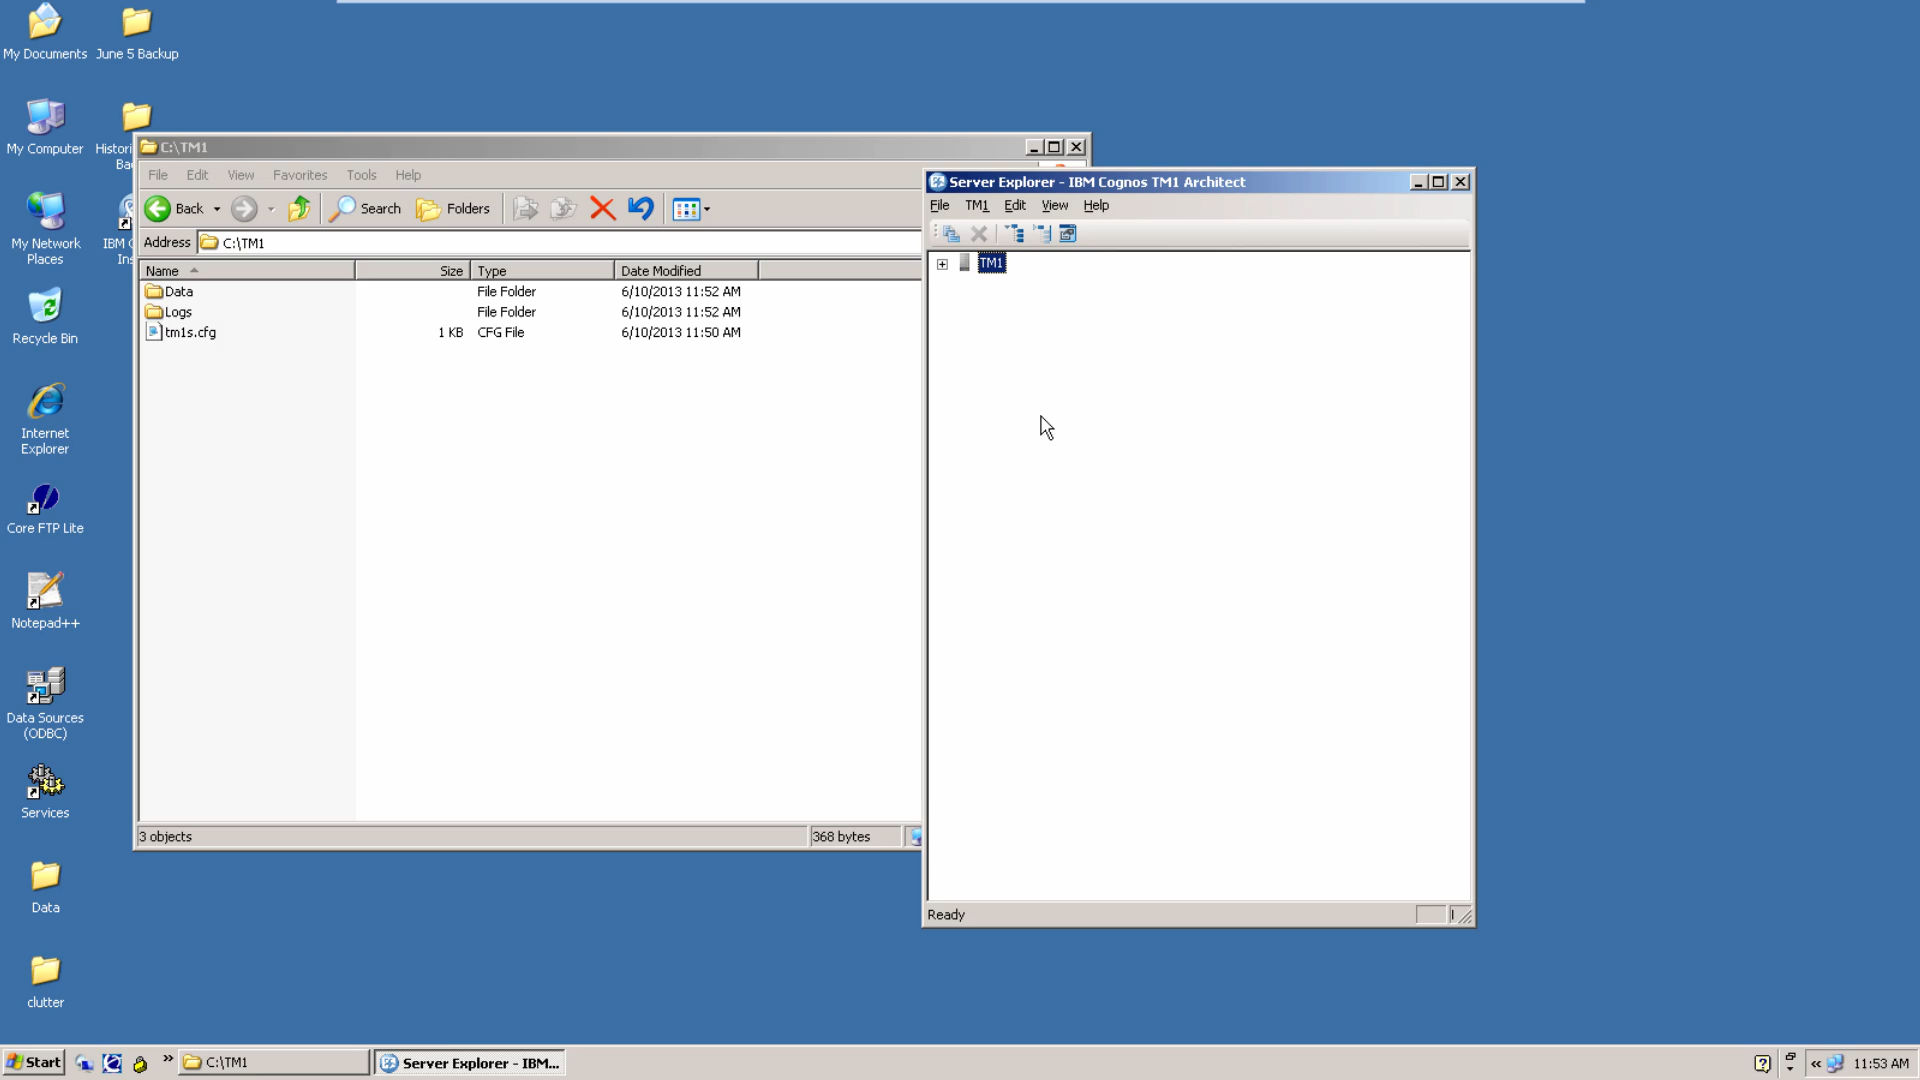 My Documents
June 5 Backup
My Computer
Histori
Ba
My Network
Places
IBM C
Ins
Recycle Bin
Internet
Explorer
Core FTP Lite
Notepad++
Data Sources
(ODBC)
Services
Data
clutter
C:\TM1
File Edit View Favorites Tools Help
Back Search Folders
Address C:\TM1
Name Size Type Date Modified
Data File Folder 6/10/2013 11:52 AM
Logs File Folder 6/10/2013 11:52 AM
tm1s.cfg 1 KB CFG File 6/10/2013 11:50 AM
3 objects 368 bytes
Server Explorer - IBM Cognos TM1 Architect
File TM1 Edit View Help
TM1
Ready
Start » C:\TM1 Server Explorer - IBM... « 11:53 AM